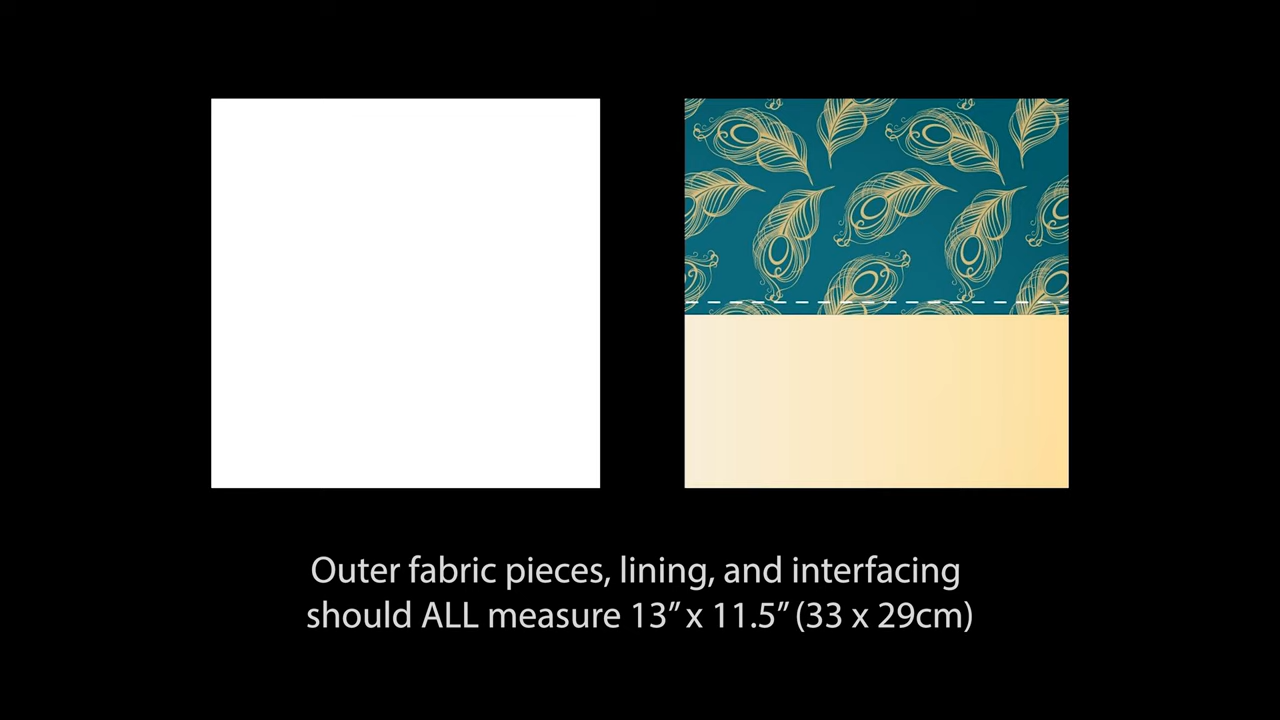 Outer fabric pieces, lining, and interfacing
should ALL measure 13” x 11.5” (33 x 29cm)